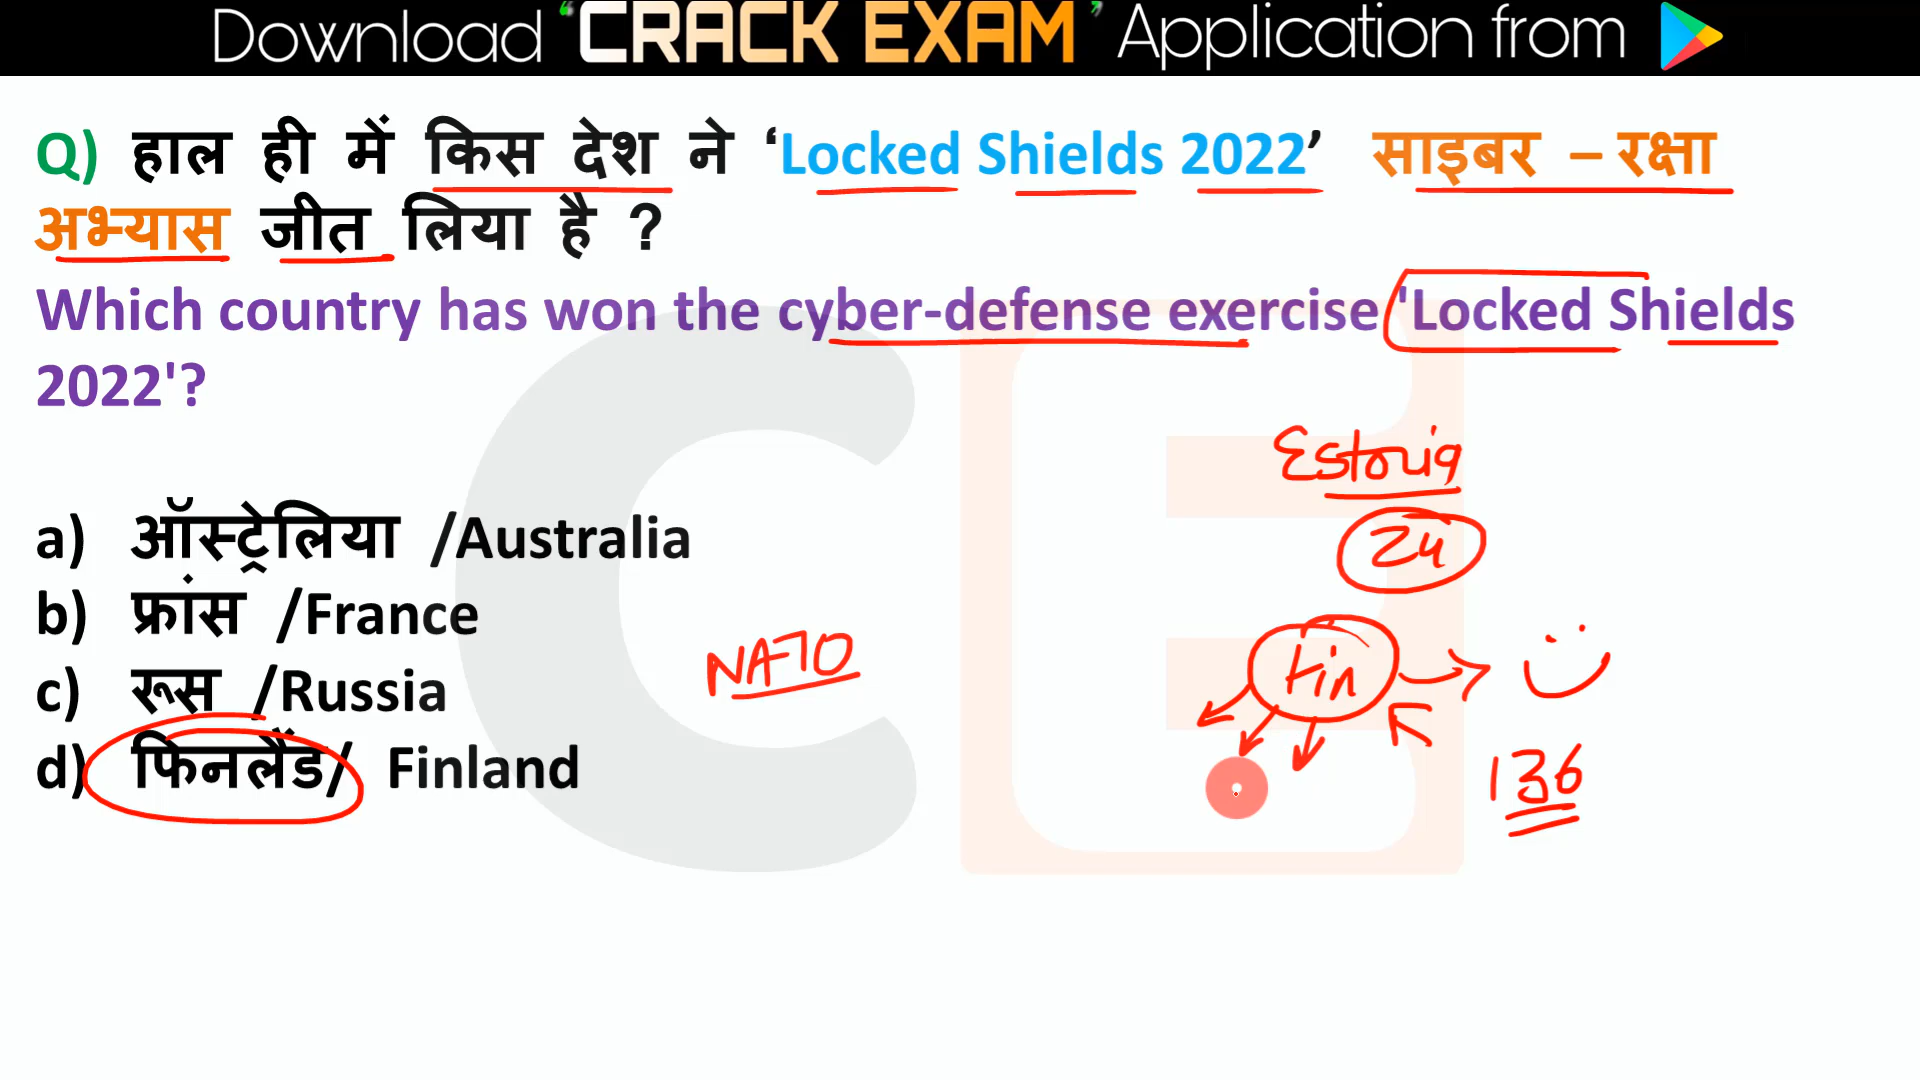 Download ‘CRACK EXAM’ Application from
Q) हाल ही में किस देश ने ‘Locked Shields 2022’ साइबर – रक्षा
अभ्यास जीत लिया है ?
Which country has won the cyber-defense exercise 'Locked Shields
2022'?
Estonia
24
a) ऑस्ट्रेलिया /Australia
b) फ्रांस /France
NATO
Fin
c) रूस /Russia
d) फिनलैंड/ Finland
136
CE